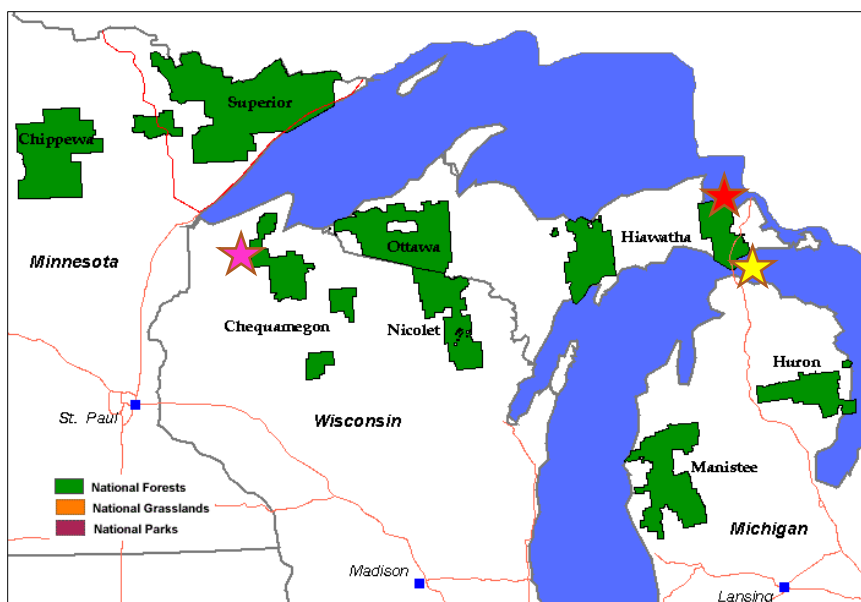 Superior
Chippewa
Ottawa
Hiawatha
Minnesota
Chequamegon
Nicolet
Huron
St. Paul
Wisconsin
Manistee
National Forests
National Grasslands
National Parks
Michigan
Madison
Lansing